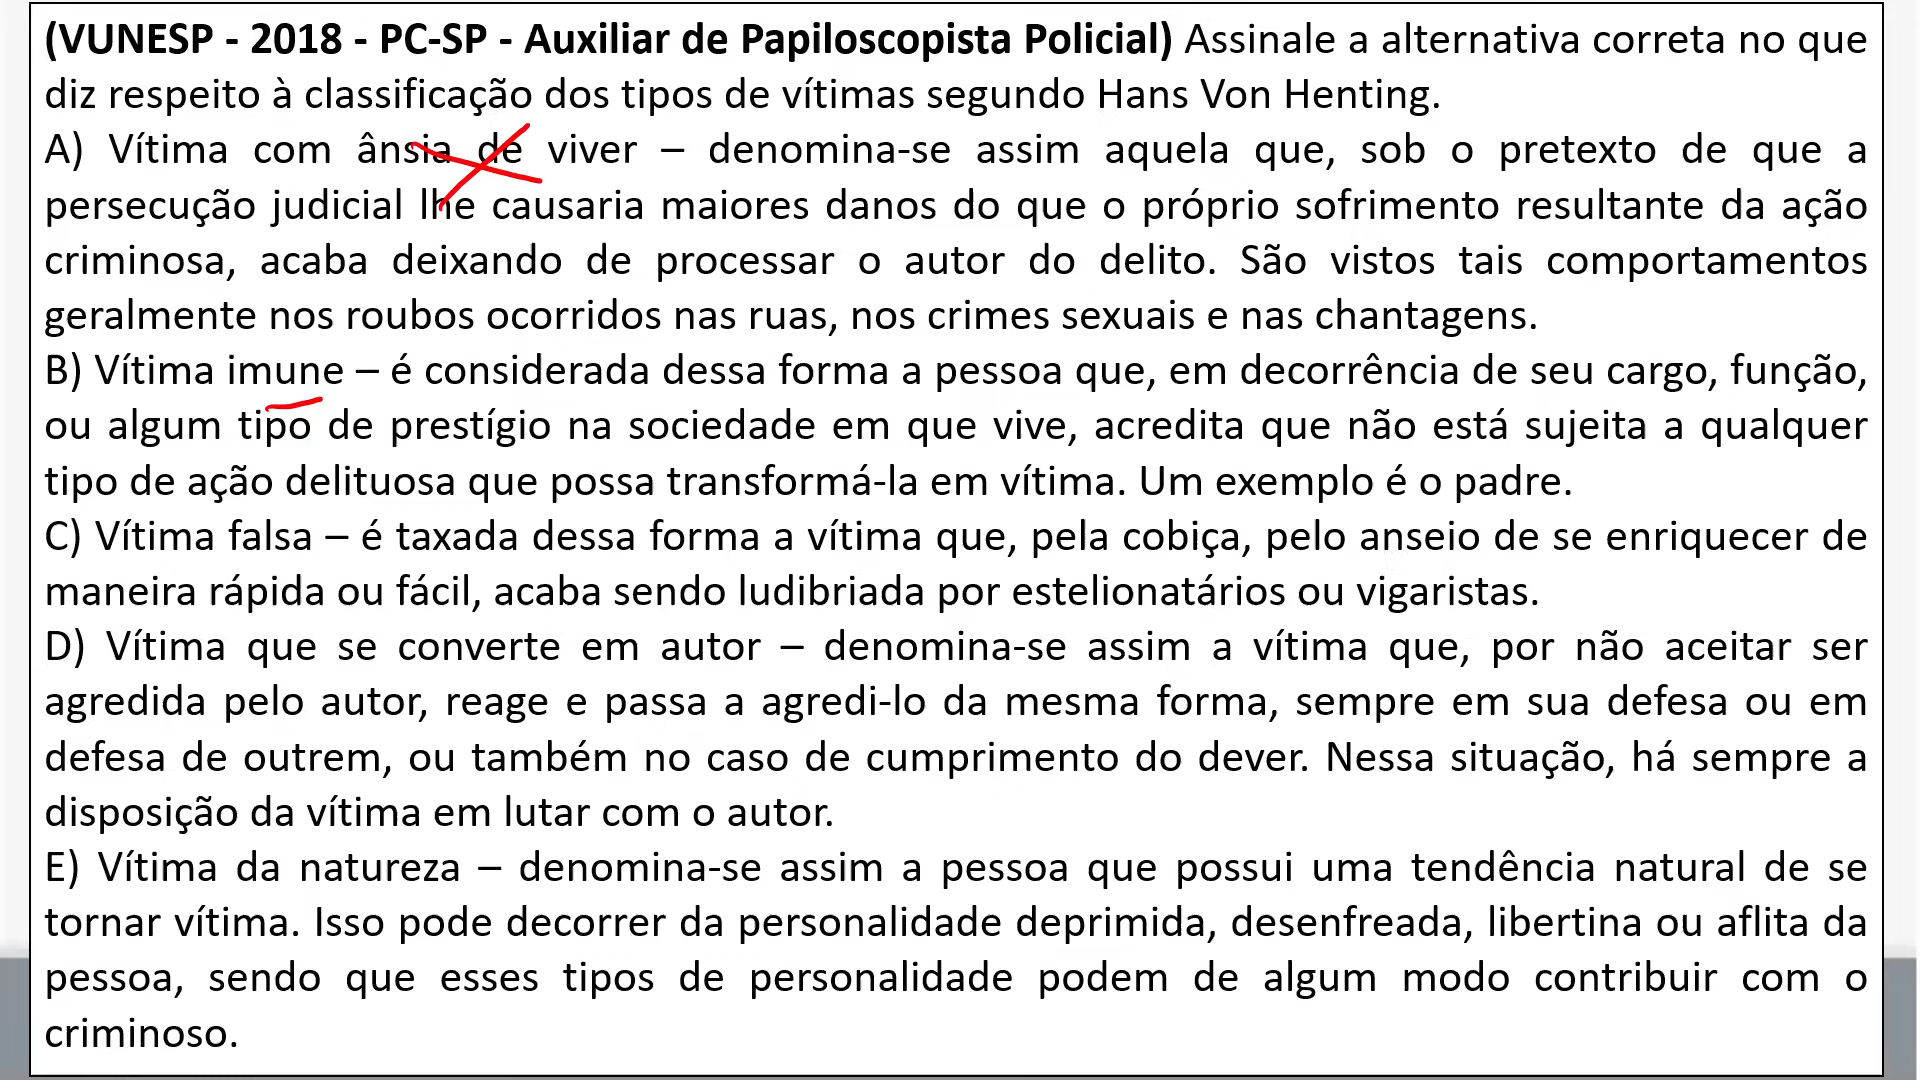 (VUNESP - 2018 - PC-SP - Auxiliar de Papiloscopista Policial) Assinale a alternativa correta no que
diz respeito à classificação dos tipos de vítimas segundo Hans Von Henting.
A) Vítima com ânsia de viver – denomina-se assim aquela que, sob o pretexto de que a
persecução judicial lhe causaria maiores danos do que o próprio sofrimento resultante da ação
criminosa, acaba deixando de processar o autor do delito. São vistos tais comportamentos
geralmente nos roubos ocorridos nas ruas, nos crimes sexuais e nas chantagens.
B) Vítima imune – é considerada dessa forma a pessoa que, em decorrência de seu cargo, função,
ou algum tipo de prestígio na sociedade em que vive, acredita que não está sujeita a qualquer
tipo de ação delituosa que possa transformá-la em vítima. Um exemplo é o padre.
C) Vítima falsa – é taxada dessa forma a vítima que, pela cobiça, pelo anseio de se enriquecer de
maneira rápida ou fácil, acaba sendo ludibriada por estelionatários ou vigaristas.
D) Vítima que se converte em autor – denomina-se assim a vítima que, por não aceitar ser
agredida pelo autor, reage e passa a agredi-lo da mesma forma, sempre em sua defesa ou em
defesa de outrem, ou também no caso de cumprimento do dever. Nessa situação, há sempre a
disposição da vítima em lutar com o autor.
E) Vítima da natureza – denomina-se assim a pessoa que possui uma tendência natural de se
tornar vítima. Isso pode decorrer da personalidade deprimida, desenfreada, libertina ou aflita da
pessoa, sendo que esses tipos de personalidade podem de algum modo contribuir com o
criminoso.